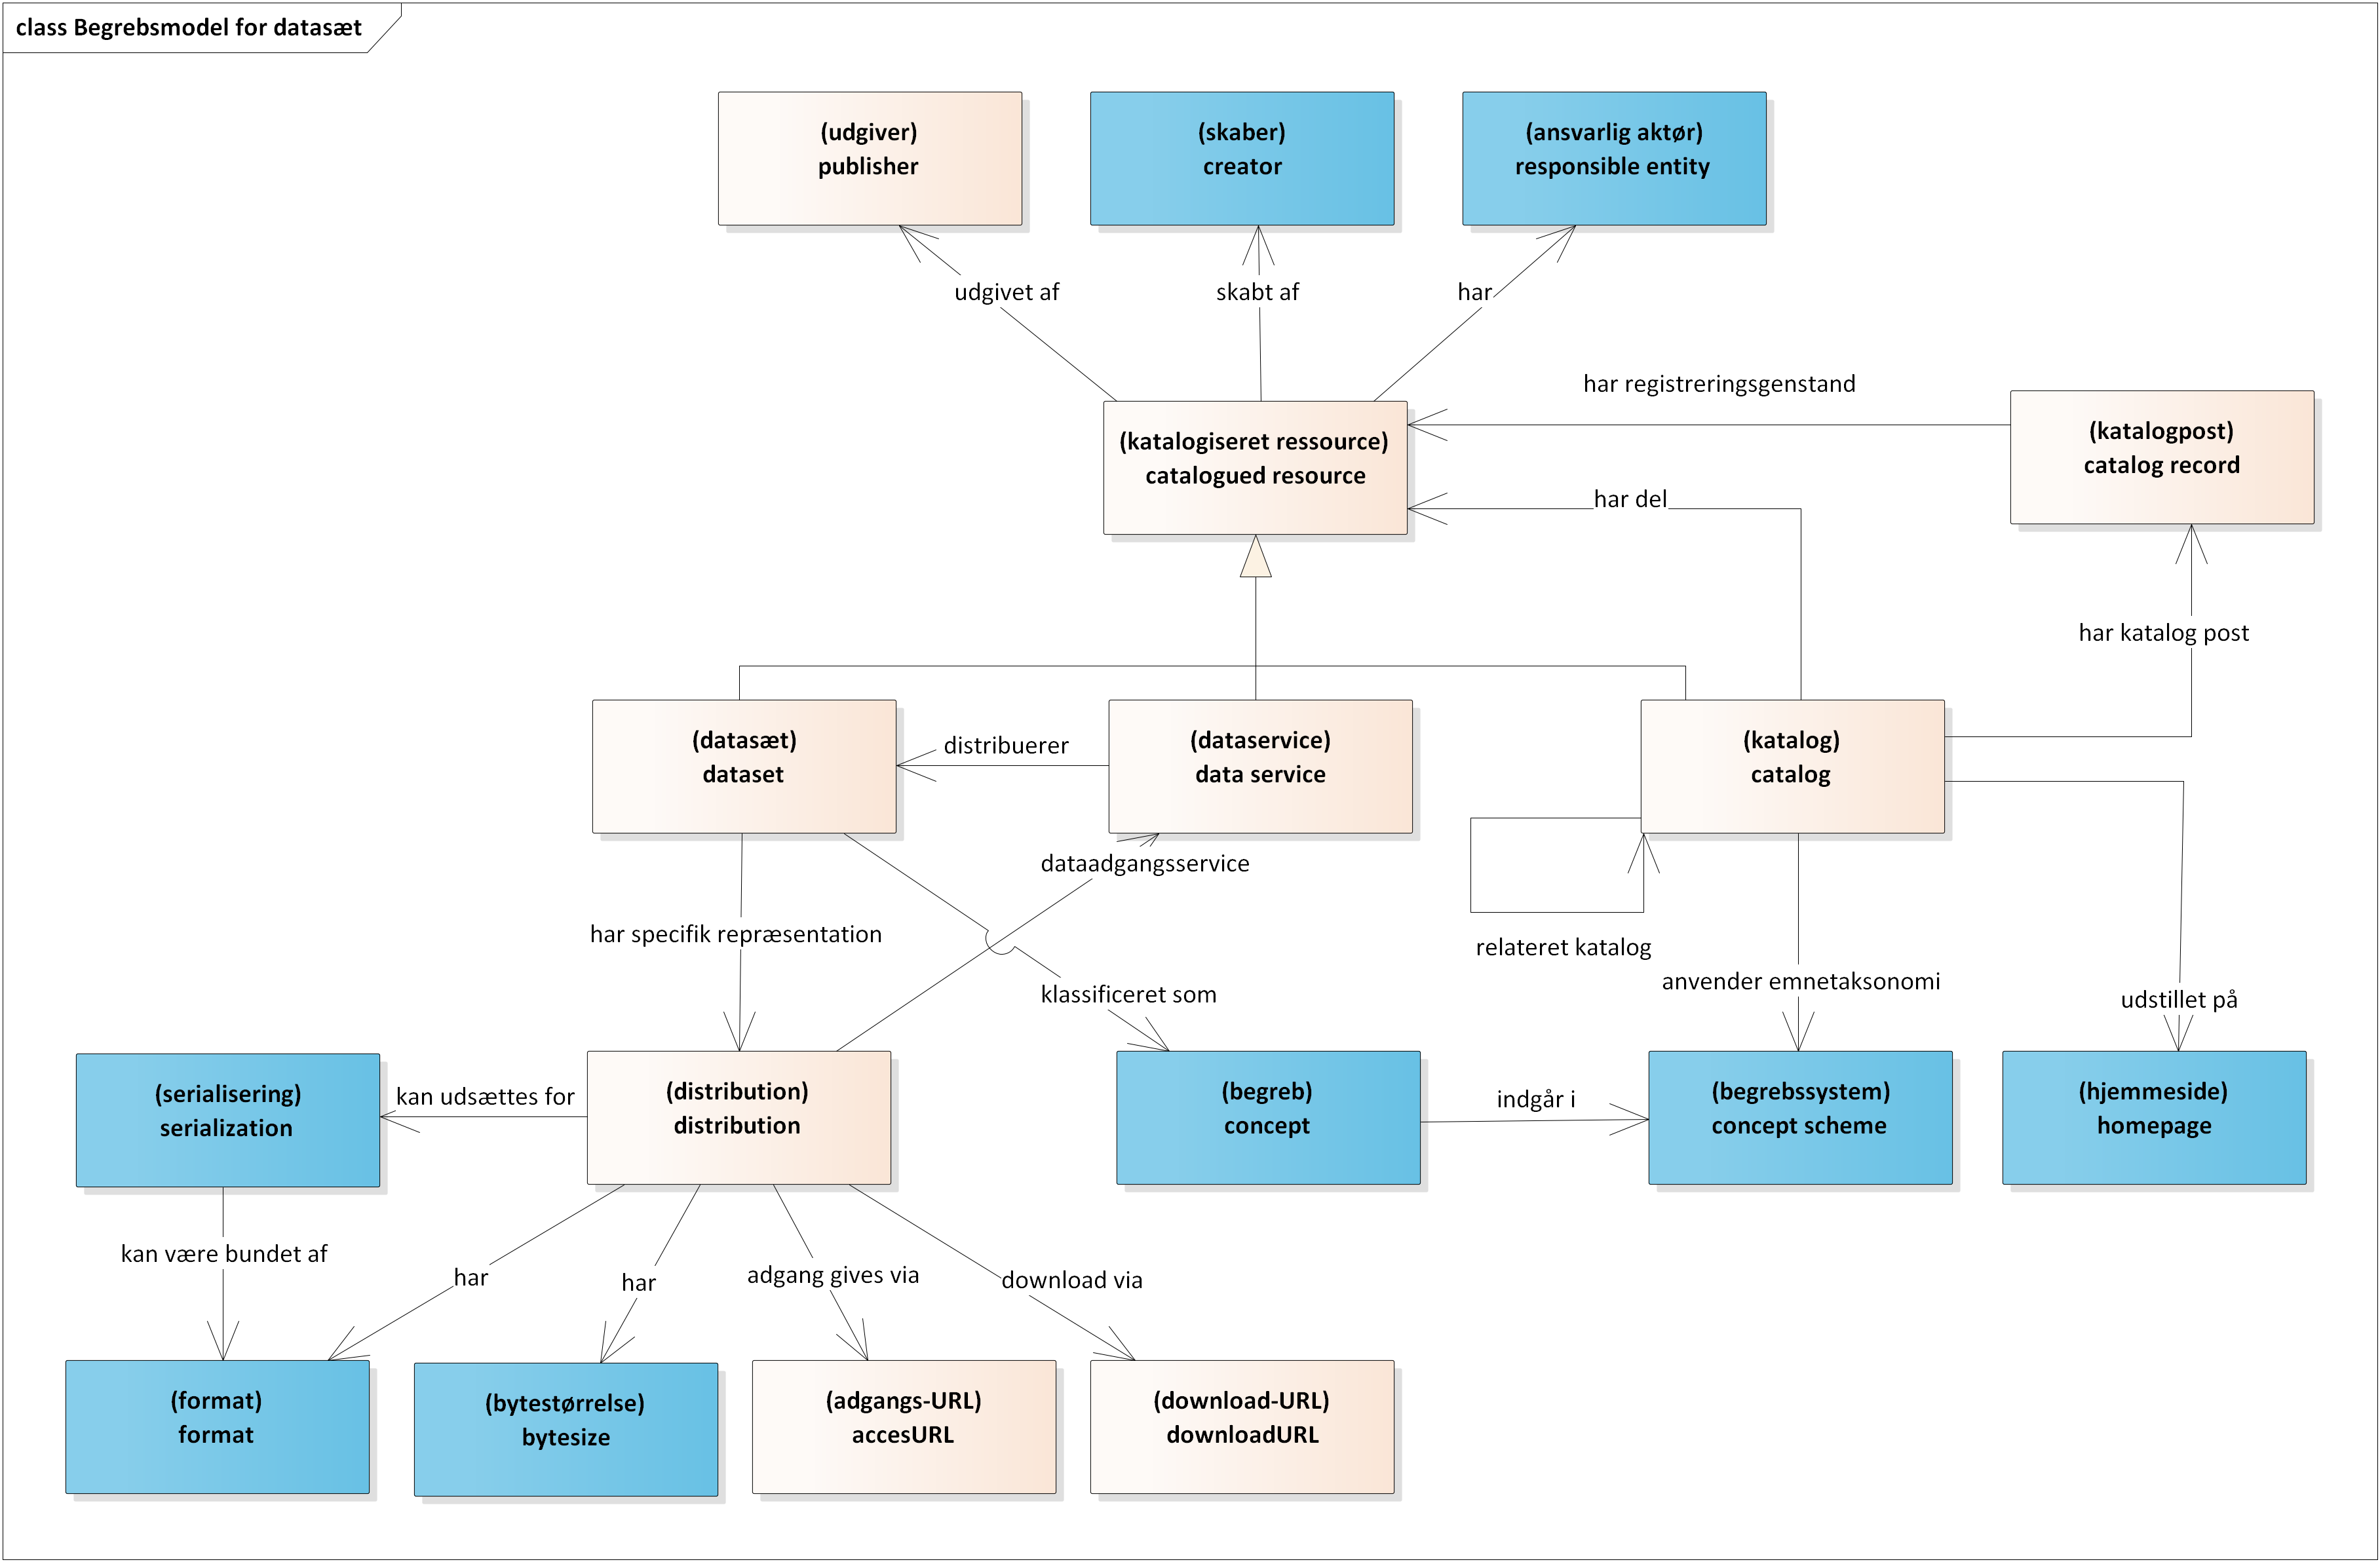 class Begrebsmodel for datasæt
(udgiver)
publisher
(skaber)
creator
(ansvarlig aktør)
responsible entity
udgivet af
skabt af
har
har registreringsgenstand
(katalogiseret ressource)
catalogued resource
(katalogpost)
catalog record
har del
har katalog post
(datasæt)
dataset
distribuerer
(dataservice)
data service
(katalog)
catalog
dataadgangsservice
har specifik repræsentation
relateret katalog
anvender emnetaksonomi
klassificeret som
udstillet på
(serialisering)
serialization
kan udsættes for
(distribution)
distribution
(begreb)
concept
indgår i
(begrebssystem)
concept scheme
(hjemmeside)
homepage
kan være bundet af
har
har
adgang gives via
download via
(format)
format
(bytestørrelse)
bytesize
(adgangs-URL)
accesURL
(download-URL)
downloadURL